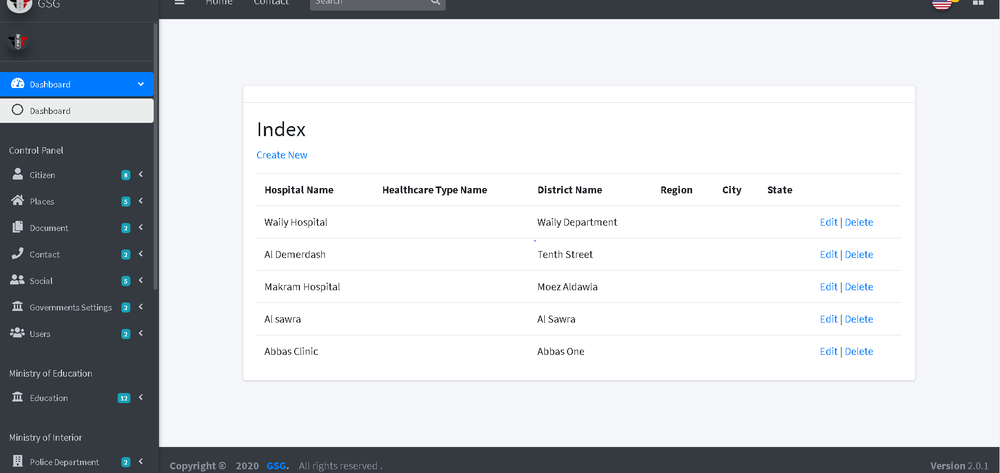 GSG
Home Contact Search
Dashboard
Dashboard
Control Panel
Citizen 8
Places 5
Document 2
Contact 2
Social 5
Governments Settings 2
Users 2
Ministry of Education
Education 12
Ministry of Interior
Police Department 2
Index
Create New
Hospital Name Healthcare Type Name District Name Region City State
Waily Hospital Waily Department Edit | Delete
Al Demerdash Tenth Street Edit | Delete
Makram Hospital Moez Aldawla Edit | Delete
Al sawra Al Sawra Edit | Delete
Abbas Clinic Abbas One Edit | Delete
Copyright © 2020 GSG. All rights reserved .
Version 2.0.1